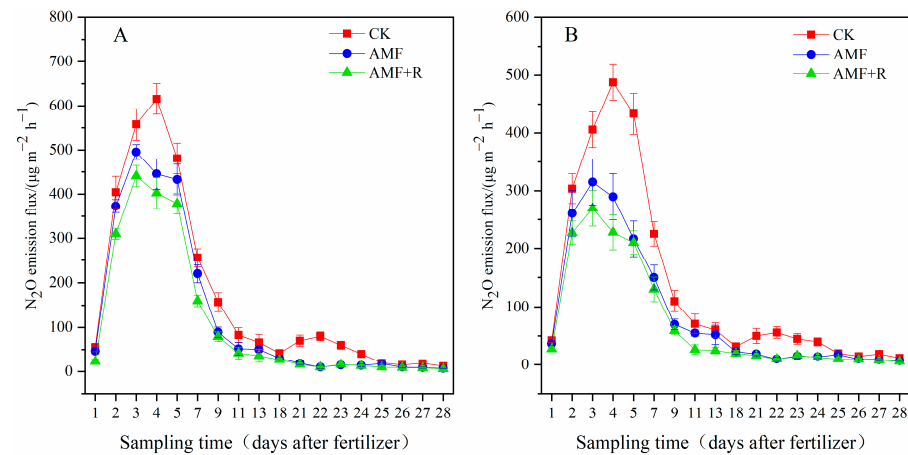 A
CK
AMF
AMF+R
800
700
600
500
400
300
200
100
0
N₂O emission flux/(μg m⁻² h⁻¹)
1 2 3 4 5 7 9 11 13 18 21 22 23 24 25 26 27 28
Sampling time（days after fertilizer）
B
CK
AMF
AMF+R
600
500
400
300
200
100
0
N₂O emission flux/(μg m⁻² h⁻¹)
1 2 3 4 5 7 9 11 13 18 21 22 23 24 25 26 27 28
Sampling time（days after fertilizer）